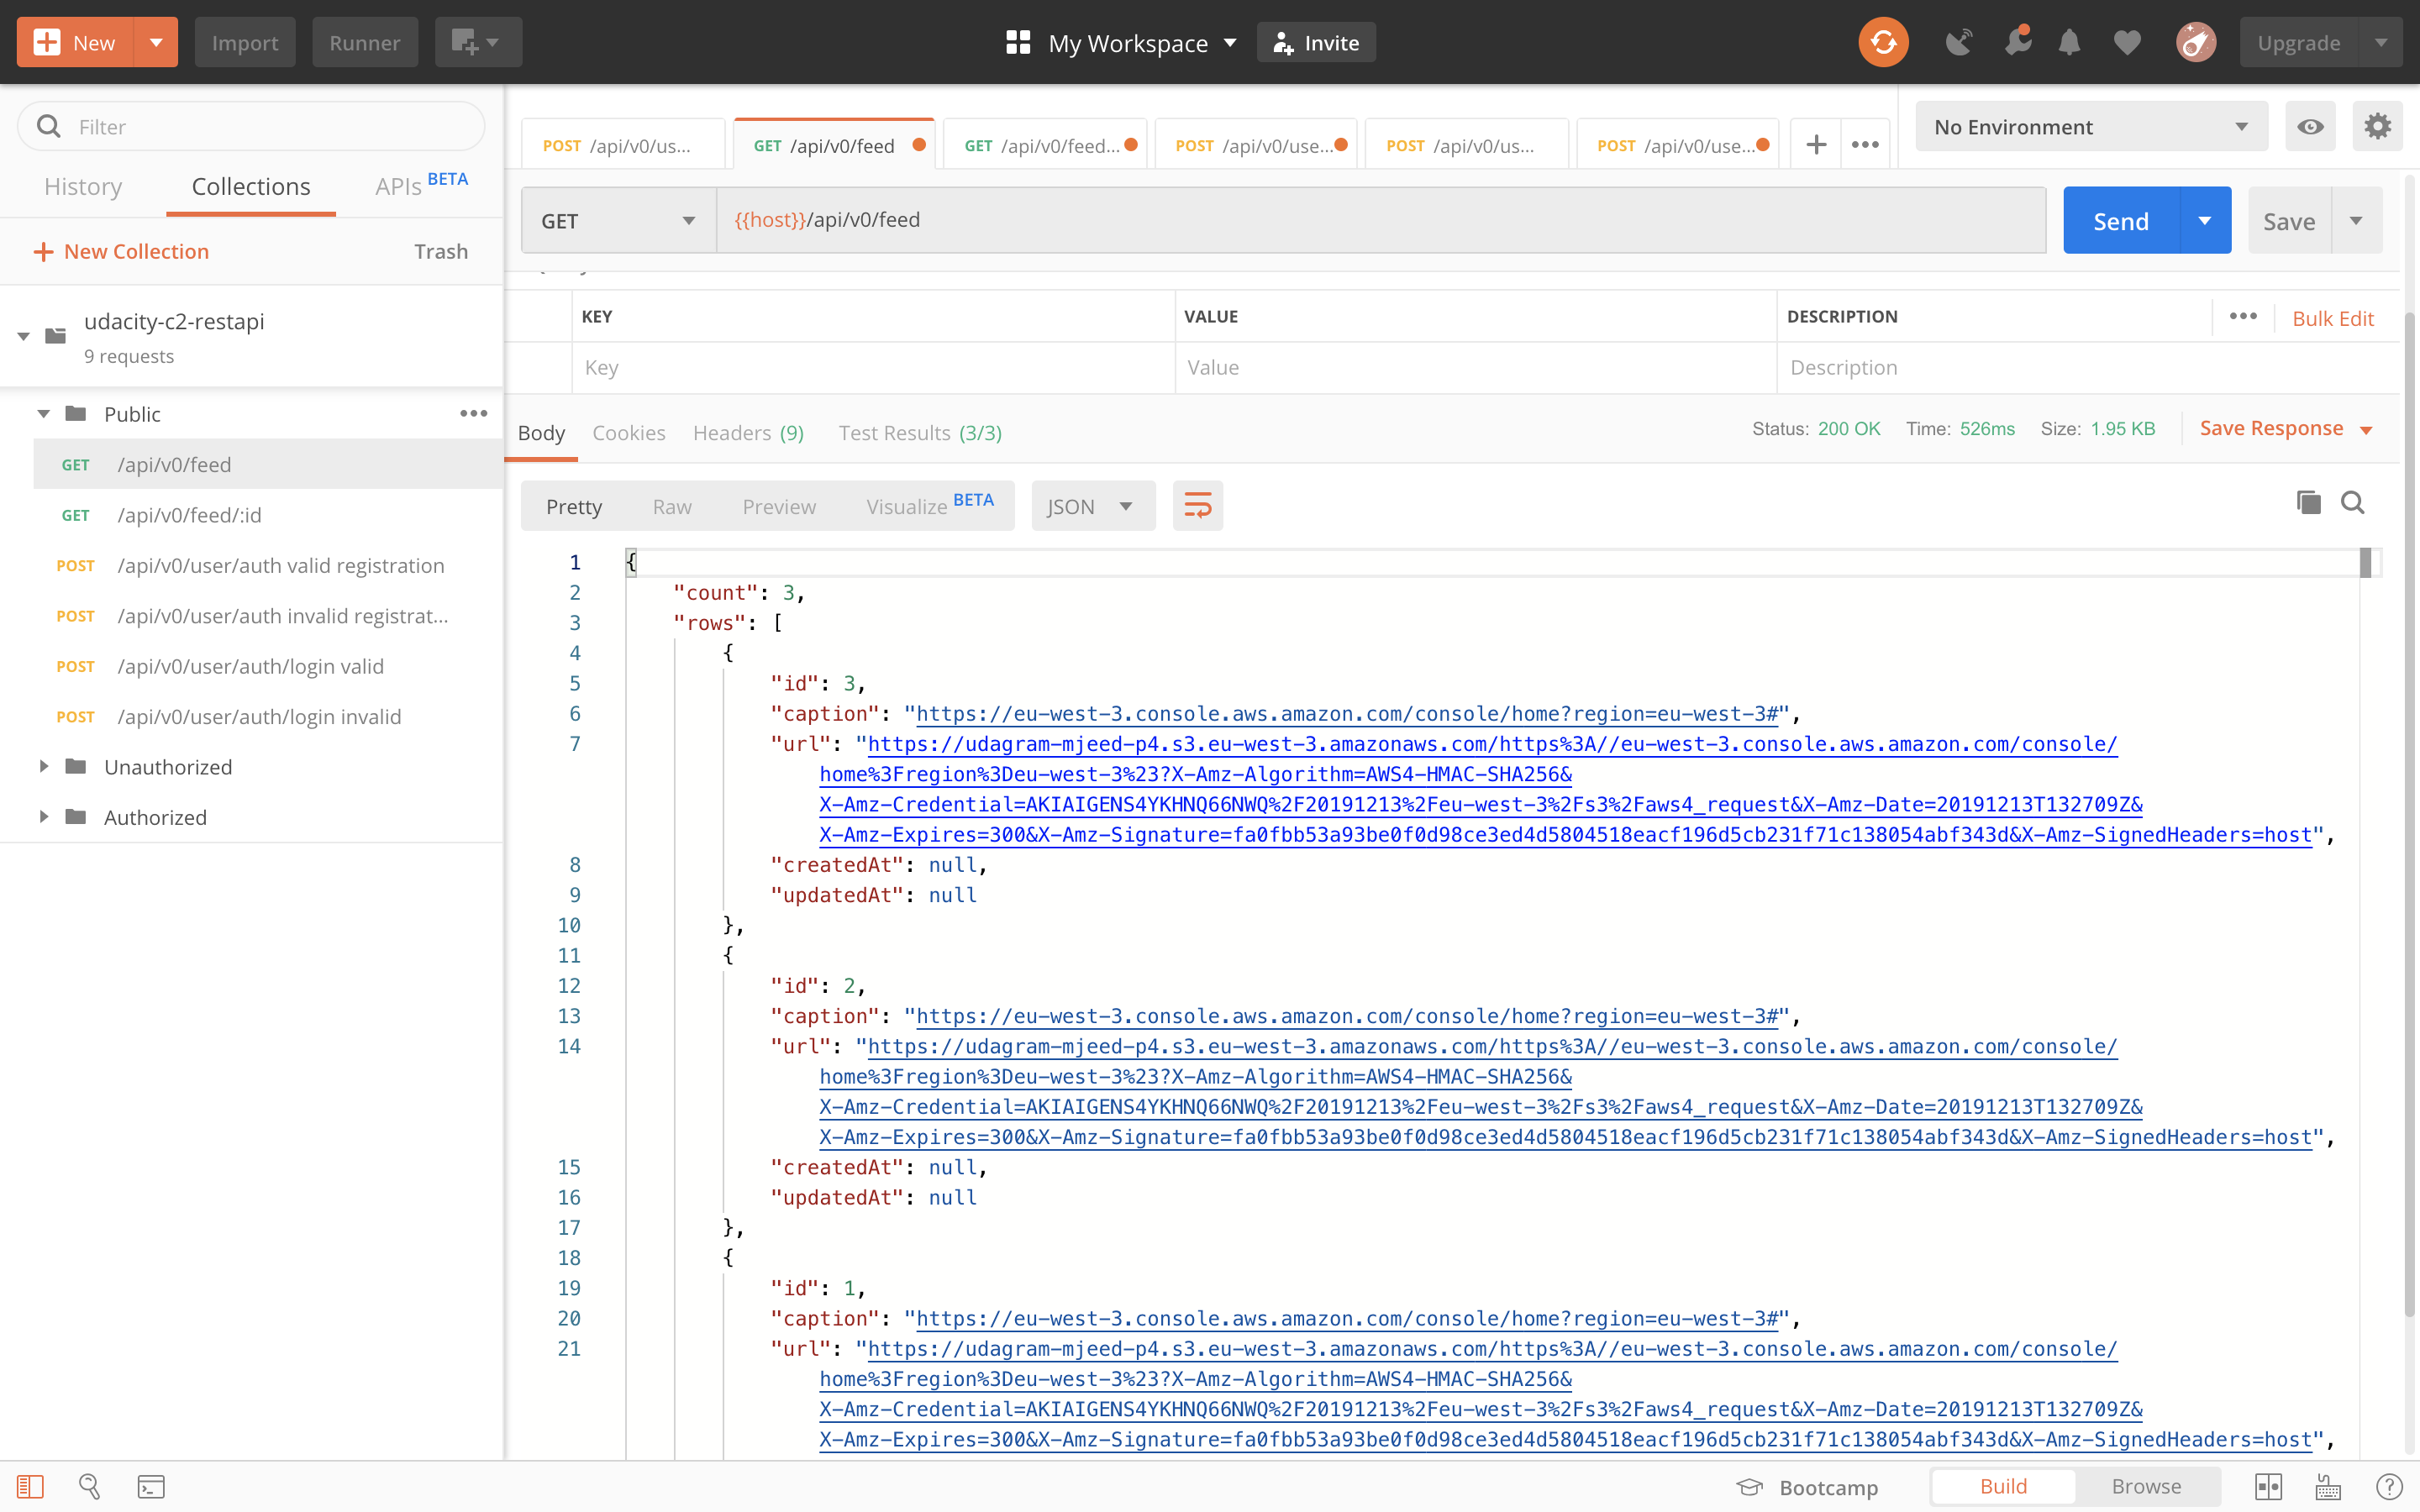 New
Import
Runner
My Workspace
Invite
Upgrade
Filter
History
Collections
APIs BETA
New Collection
Trash
udacity-c2-restapi
9 requests
Public
GET /api/v0/feed
GET /api/v0/feed/:id
POST /api/v0/user/auth valid registration
POST /api/v0/user/auth invalid registrat...
POST /api/v0/user/auth/login valid
POST /api/v0/user/auth/login invalid
Unauthorized
Authorized
POST /api/v0/us...
GET /api/v0/feed
GET /api/v0/feed...
POST /api/v0/use...
POST /api/v0/us...
POST /api/v0/use...
No Environment
GET
{{host}}/api/v0/feed
Send
Save
KEY VALUE DESCRIPTION
Bulk Edit
Key Value Description
Body Cookies Headers (9) Test Results (3/3)
Status: 200 OK Time: 526ms Size: 1.95 KB
Save Response
Pretty Raw Preview Visualize BETA
JSON
1 {
2 "count": 3,
3 "rows": [
4 {
5 "id": 3,
6 "caption": "https://eu-west-3.console.aws.amazon.com/console/home?region=eu-west-3#",
7 "url": "https://udagram-mjeed-p4.s3.eu-west-3.amazonaws.com/https%3A//eu-west-3.console.aws.amazon.com/console/
home%3Fregion%3Deu-west-3%23?X-Amz-Algorithm=AWS4-HMAC-SHA256&
X-Amz-Credential=AKIAIGENS4YKHNQ66NWQ%2F20191213%2Feu-west-3%2Fs3%2Faws4_request&X-Amz-Date=20191213T132709Z&
X-Amz-Expires=300&X-Amz-Signature=fa0fbb53a93be0f0d98ce3ed4d5804518eacf196d5cb231f71c138054abf343d&X-Amz-SignedHeaders=host",
8 "createdAt": null,
9 "updatedAt": null
10 },
11 {
12 "id": 2,
13 "caption": "https://eu-west-3.console.aws.amazon.com/console/home?region=eu-west-3#",
14 "url": "https://udagram-mjeed-p4.s3.eu-west-3.amazonaws.com/https%3A//eu-west-3.console.aws.amazon.com/console/
home%3Fregion%3Deu-west-3%23?X-Amz-Algorithm=AWS4-HMAC-SHA256&
X-Amz-Credential=AKIAIGENS4YKHNQ66NWQ%2F20191213%2Feu-west-3%2Fs3%2Faws4_request&X-Amz-Date=20191213T132709Z&
X-Amz-Expires=300&X-Amz-Signature=fa0fbb53a93be0f0d98ce3ed4d5804518eacf196d5cb231f71c138054abf343d&X-Amz-SignedHeaders=host",
15 "createdAt": null,
16 "updatedAt": null
17 },
18 {
19 "id": 1,
20 "caption": "https://eu-west-3.console.aws.amazon.com/console/home?region=eu-west-3#",
21 "url": "https://udagram-mjeed-p4.s3.eu-west-3.amazonaws.com/https%3A//eu-west-3.console.aws.amazon.com/console/
home%3Fregion%3Deu-west-3%23?X-Amz-Algorithm=AWS4-HMAC-SHA256&
X-Amz-Credential=AKIAIGENS4YKHNQ66NWQ%2F20191213%2Feu-west-3%2Fs3%2Faws4_request&X-Amz-Date=20191213T132709Z&
X-Amz-Expires=300&X-Amz-Signature=fa0fbb53a93be0f0d98ce3ed4d5804518eacf196d5cb231f71c138054abf343d&X-Amz-SignedHeaders=host",
Bootcamp
Build
Browse